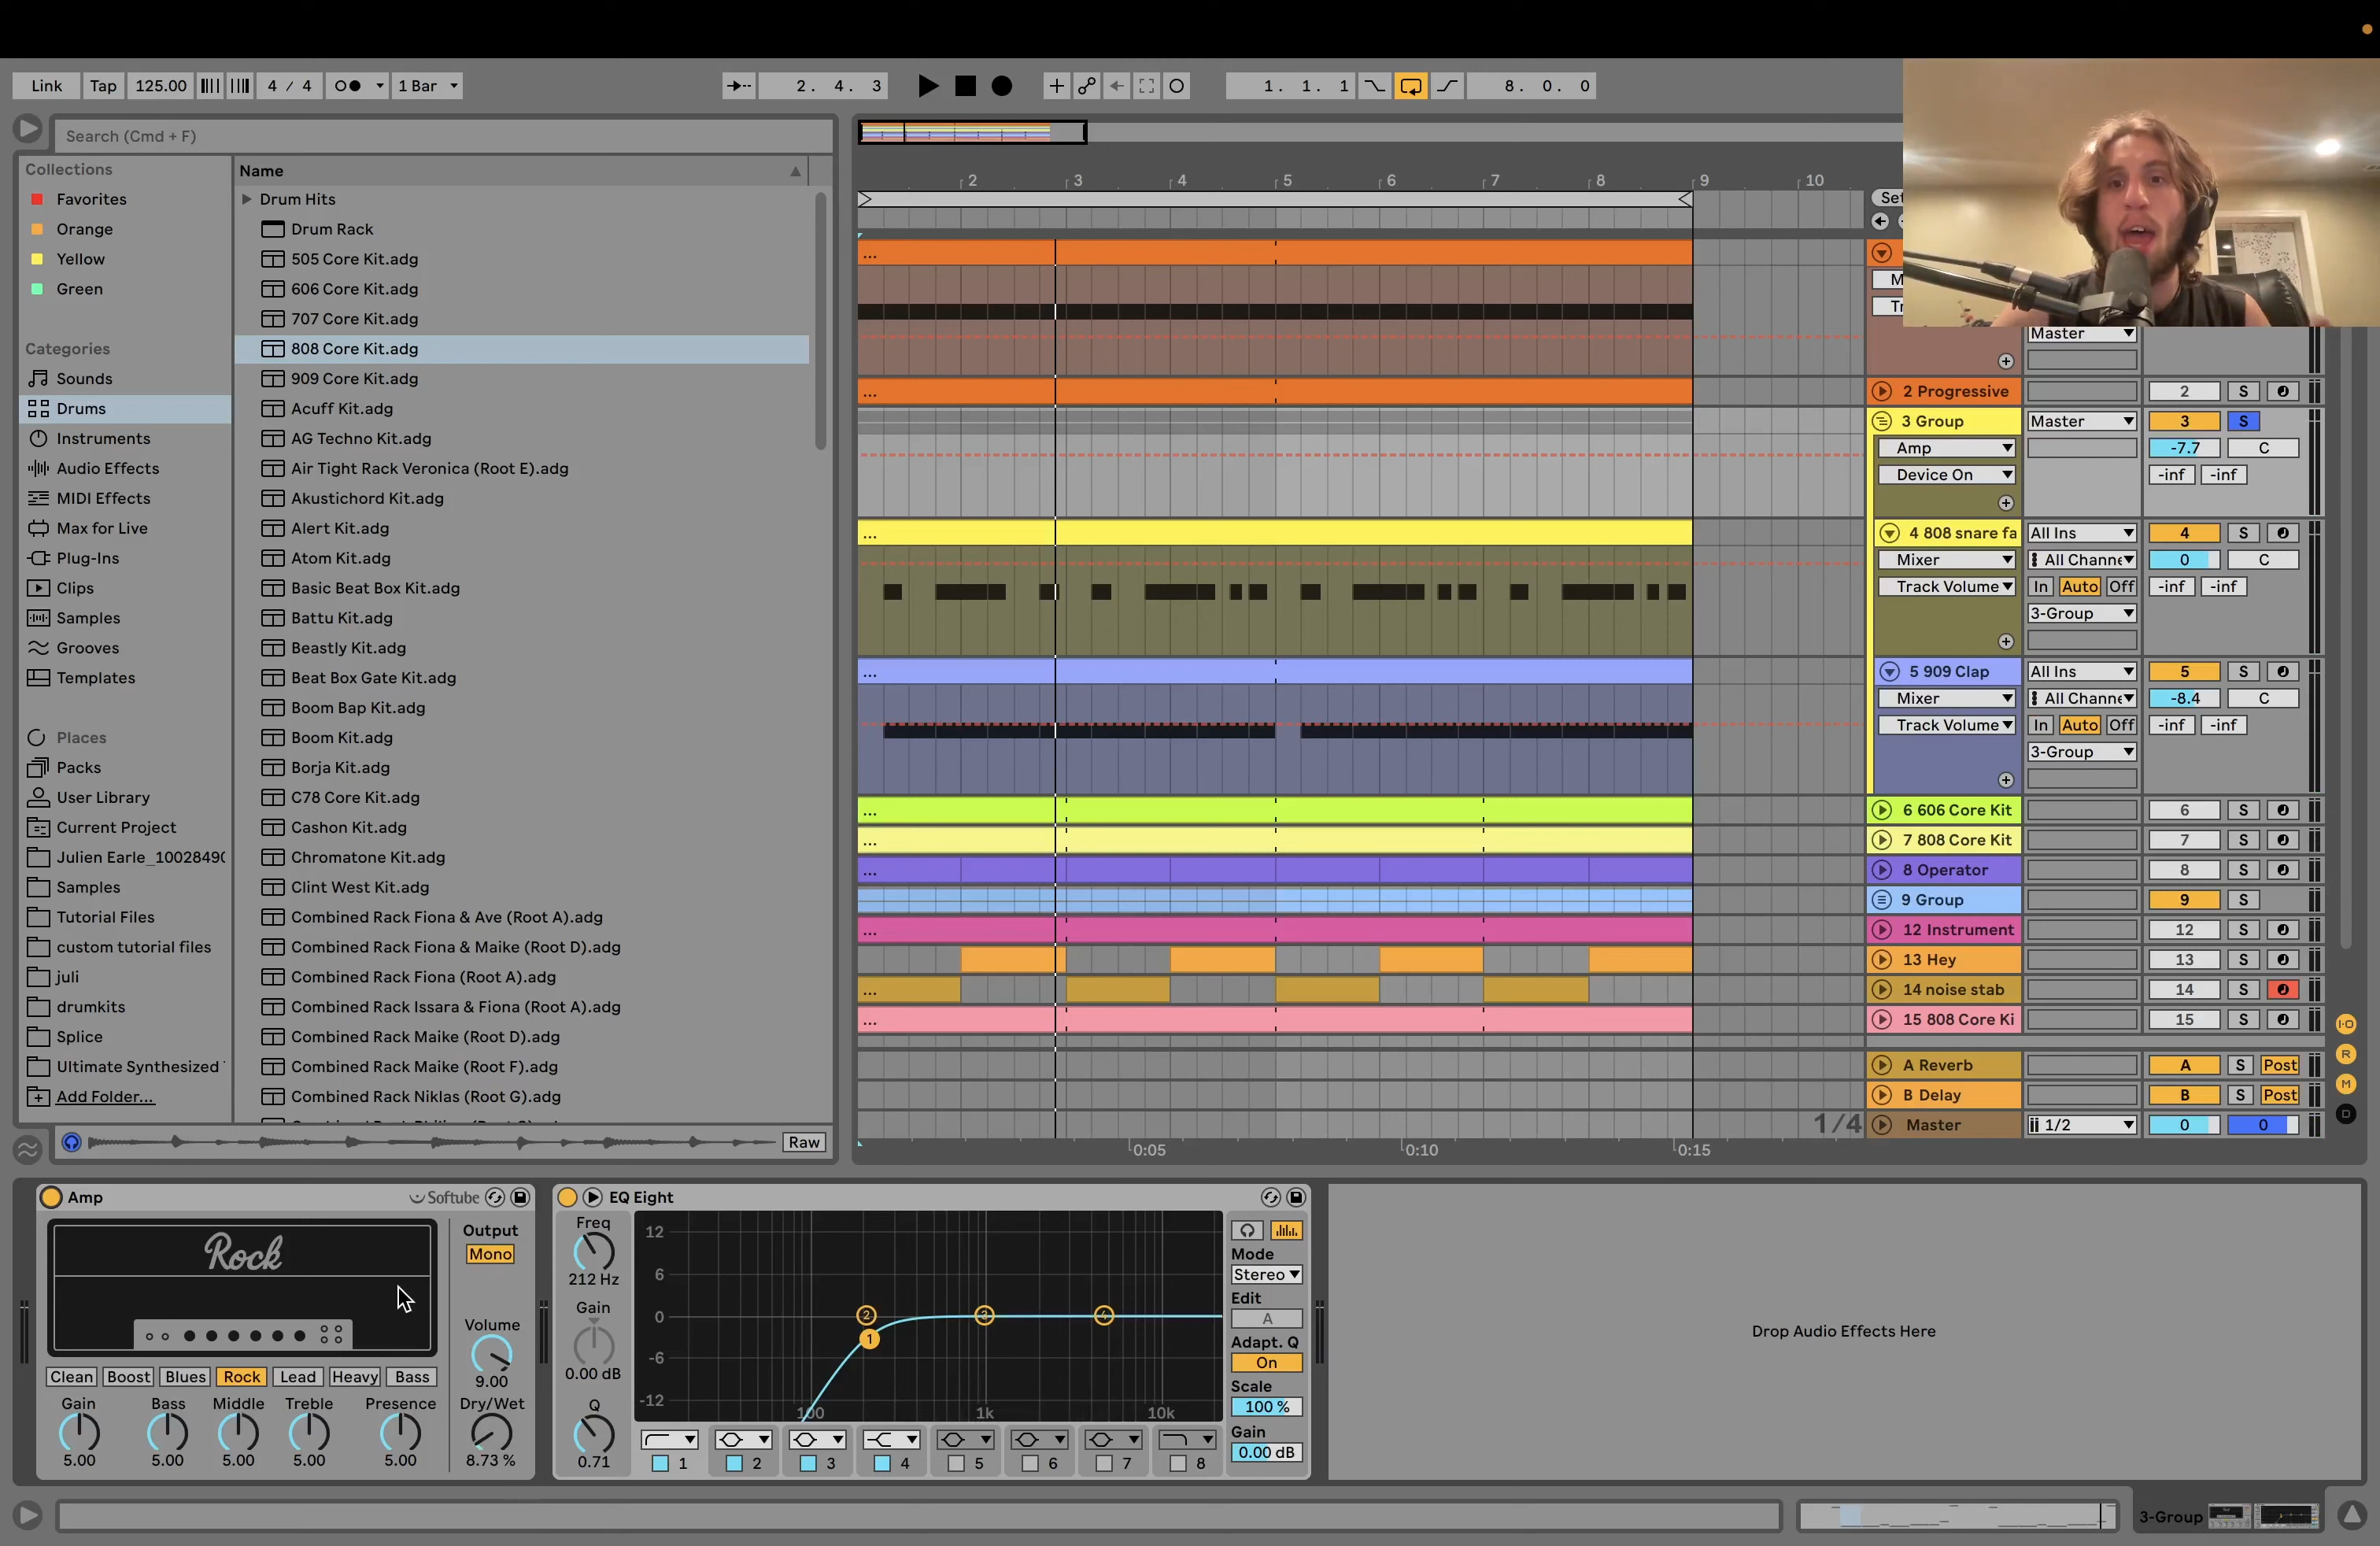 Link Tap 125.00 4 / 4 1 Bar 2. 4. 3 1. 1. 1 8. 0. 0
Search (Cmd + F)
Collections
Favorites
Orange
Yellow
Green
Categories
Sounds
Drums
Instruments
Audio Effects
MIDI Effects
Max for Live
Plug-Ins
Clips
Samples
Grooves
Templates
Places
Packs
User Library
Current Project
Julien Earle_1002849(
Samples
Tutorial Files
custom tutorial files
juli
drumkits
Splice
Ultimate Synthesized
Add Folder...
Name
Drum Hits
Drum Rack
505 Core Kit.adg
606 Core Kit.adg
707 Core Kit.adg
808 Core Kit.adg
909 Core Kit.adg
Acuff Kit.adg
AG Techno Kit.adg
Air Tight Rack Veronica (Root E).adg
Akustichord Kit.adg
Alert Kit.adg
Atom Kit.adg
Basic Beat Box Kit.adg
Battu Kit.adg
Beastly Kit.adg
Beat Box Gate Kit.adg
Boom Bap Kit.adg
Boom Kit.adg
Borja Kit.adg
C78 Core Kit.adg
Cashon Kit.adg
Chromatone Kit.adg
Clint West Kit.adg
Combined Rack Fiona & Ave (Root A).adg
Combined Rack Fiona & Maike (Root D).adg
Combined Rack Fiona (Root A).adg
Combined Rack Issara & Fiona (Root A).adg
Combined Rack Maike (Root D).adg
Combined Rack Maike (Root F).adg
Combined Rack Niklas (Root G).adg
Raw
2 3 4 5 6 7 8 9 10
Set
M
Tr
Master
2 Progressive 2 S
3 Group Master 3 S
Amp -7.7 C
Device On -inf -inf
4 808 snare fa All Ins 4 S
Mixer All Channe 0 C
Track Volume In Auto Off -inf -inf
3-Group
5 909 Clap All Ins 5 S
Mixer All Channe -8.4 C
Track Volume In Auto Off -inf -inf
3-Group
6 606 Core Kit 6 S
7 808 Core Kit 7 S
8 Operator 8 S
9 Group 9 S
12 Instrument 12 S
13 Hey 13 S
14 noise stab 14 S
15 808 Core Ki 15 S
I·O
R
M
D
A Reverb A S Post
B Delay B S Post
1/4 Master 1/2 0 0
0:05 0:10 0:15
Amp Softube
Rock
Output
Mono
Volume
9.00
Clean Boost Blues Rock Lead Heavy Bass
Gain Bass Middle Treble Presence Dry/Wet
5.00 5.00 5.00 5.00 5.00 8.73 %
EQ Eight
Freq
212 Hz
Gain
0.00 dB
Q
0.71
12
6
0
-6
-12
2 3 4
1
100 1k 10k
1 2 3 4 5 6 7 8
Mode
Stereo
Edit
A
Adapt. Q
On
Scale
100 %
Gain
0.00 dB
Drop Audio Effects Here
3-Group